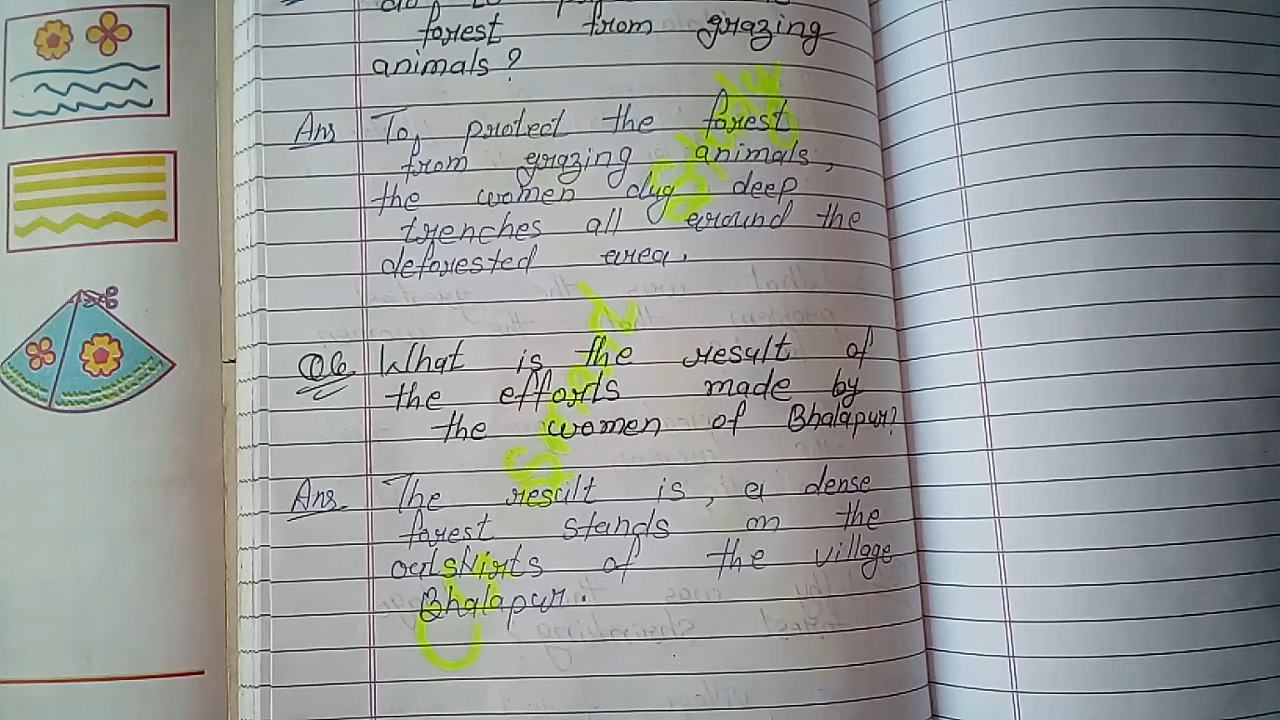 forest from grazing
animals?
Ans To, protect the forest
from grazing animals,
the women dug deep
trenches all around the
deforested area.
Q6 What is the result of
the efforts made by
the women of Bhalapur?
Ans The result is, a dense
forest stands on the
outskirts of the village
Bhalapur.